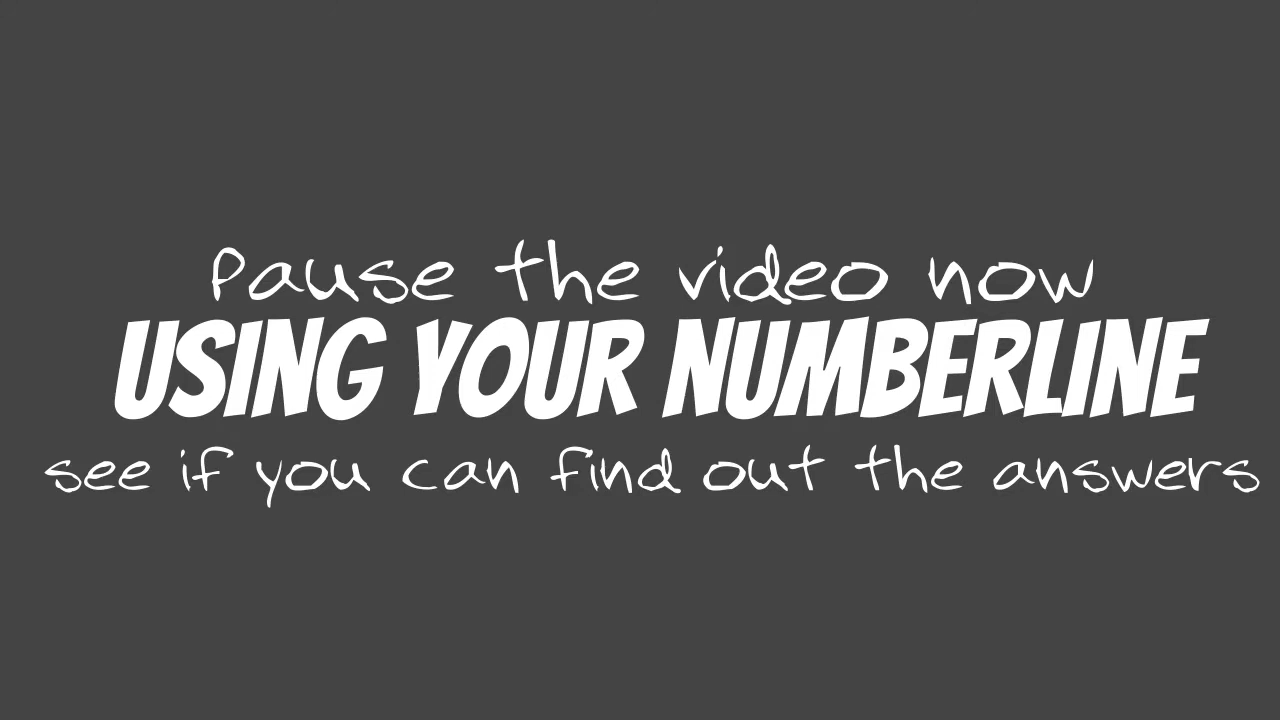 Pause the video now
USING YOUR NUMBERLINE
see if you can find out the answers